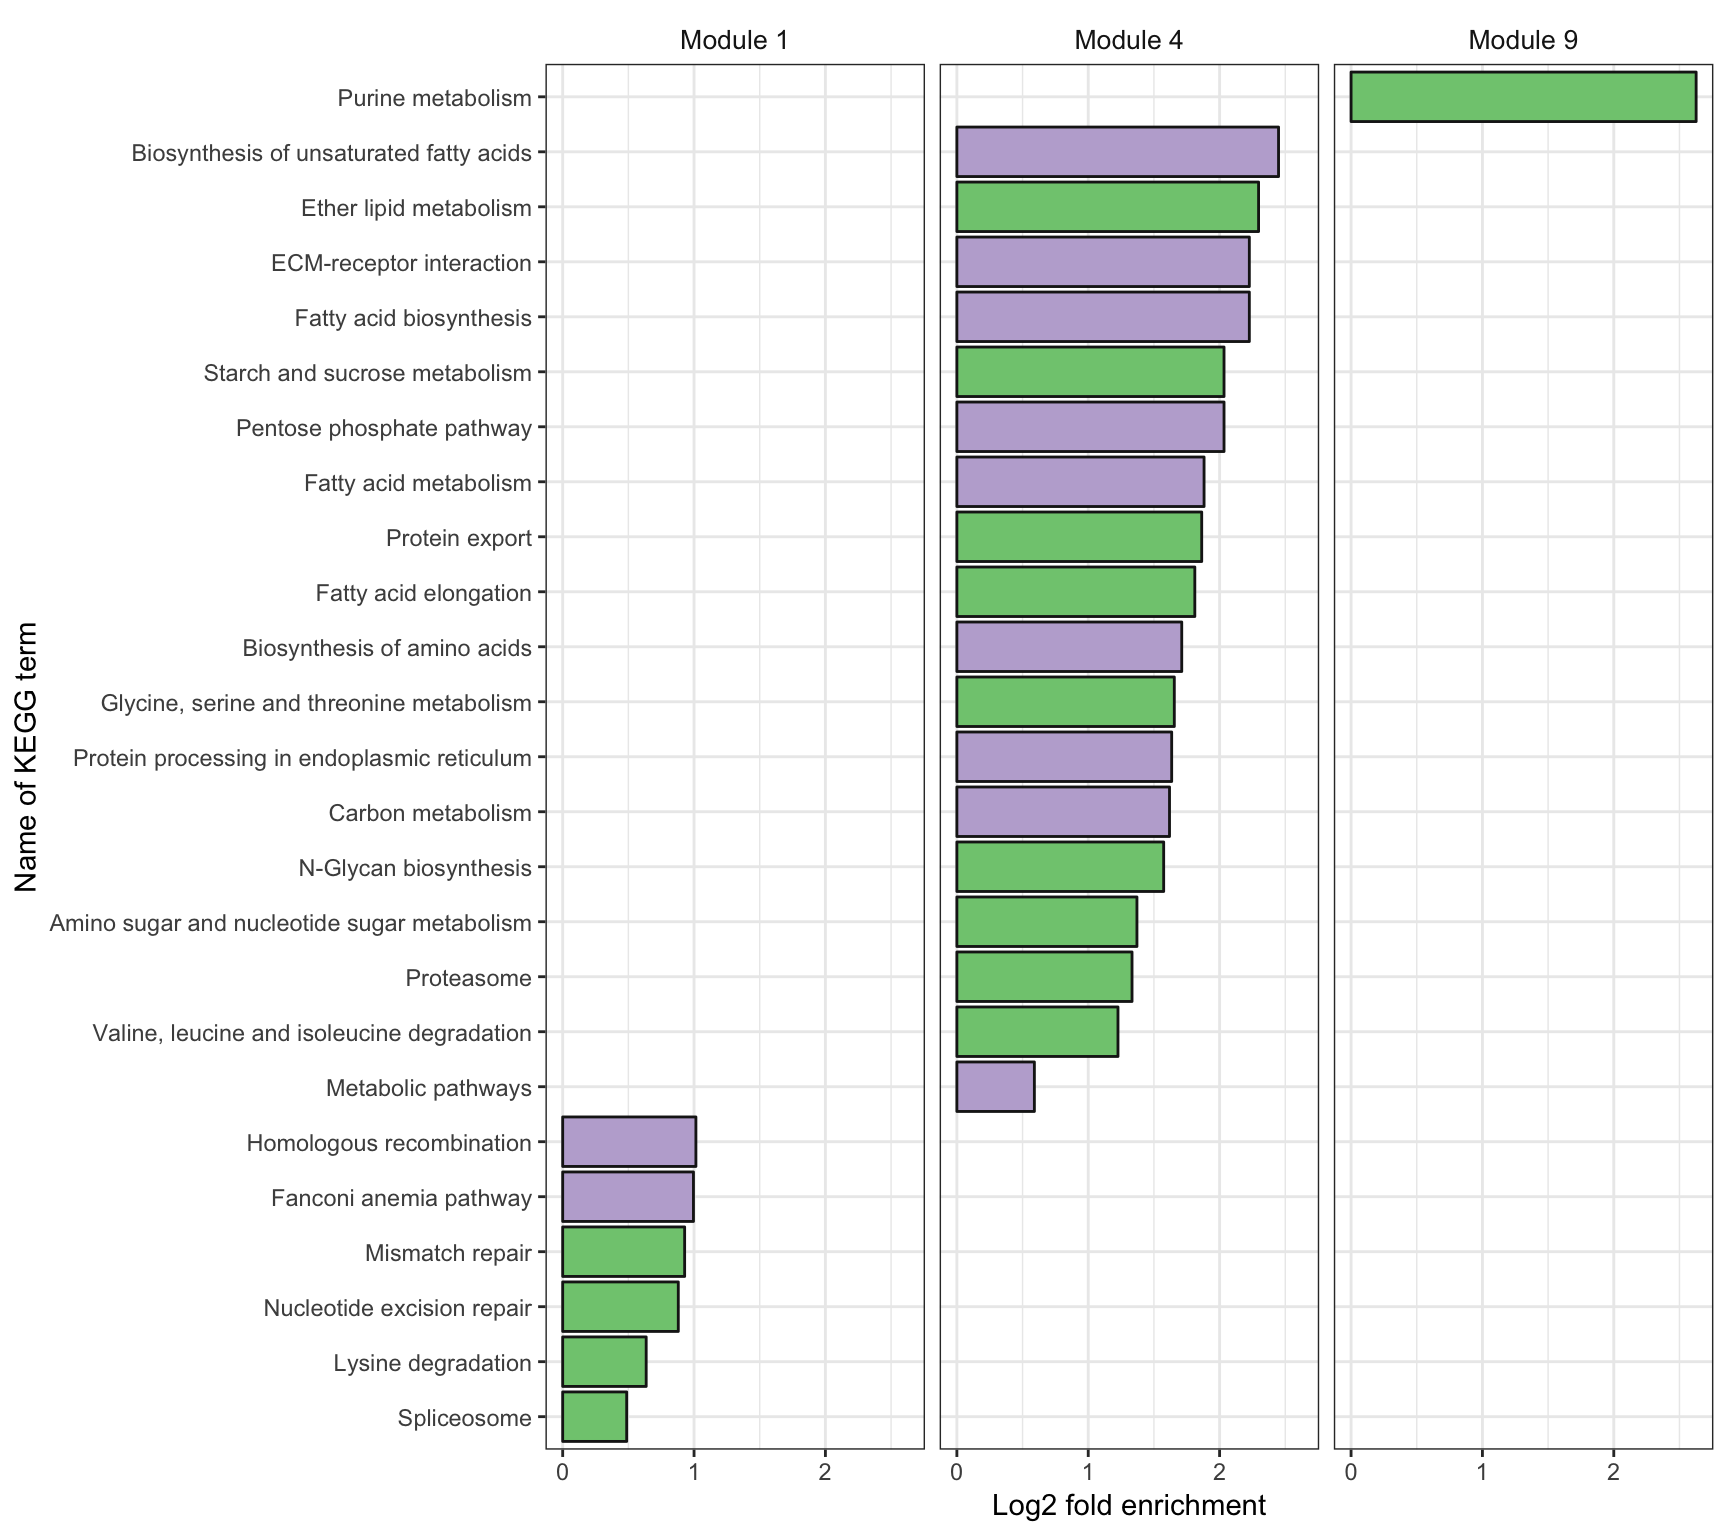 Module 1
Module 4
Module 9
Name of KEGG term
Purine metabolism
Biosynthesis of unsaturated fatty acids
Ether lipid metabolism
ECM-receptor interaction
Fatty acid biosynthesis
Starch and sucrose metabolism
Pentose phosphate pathway
Fatty acid metabolism
Protein export
Fatty acid elongation
Biosynthesis of amino acids
Glycine, serine and threonine metabolism
Protein processing in endoplasmic reticulum
Carbon metabolism
N-Glycan biosynthesis
Amino sugar and nucleotide sugar metabolism
Proteasome
Valine, leucine and isoleucine degradation
Metabolic pathways
Homologous recombination
Fanconi anemia pathway
Mismatch repair
Nucleotide excision repair
Lysine degradation
Spliceosome
0 1 2 0 1 2 0 1 2
Log2 fold enrichment